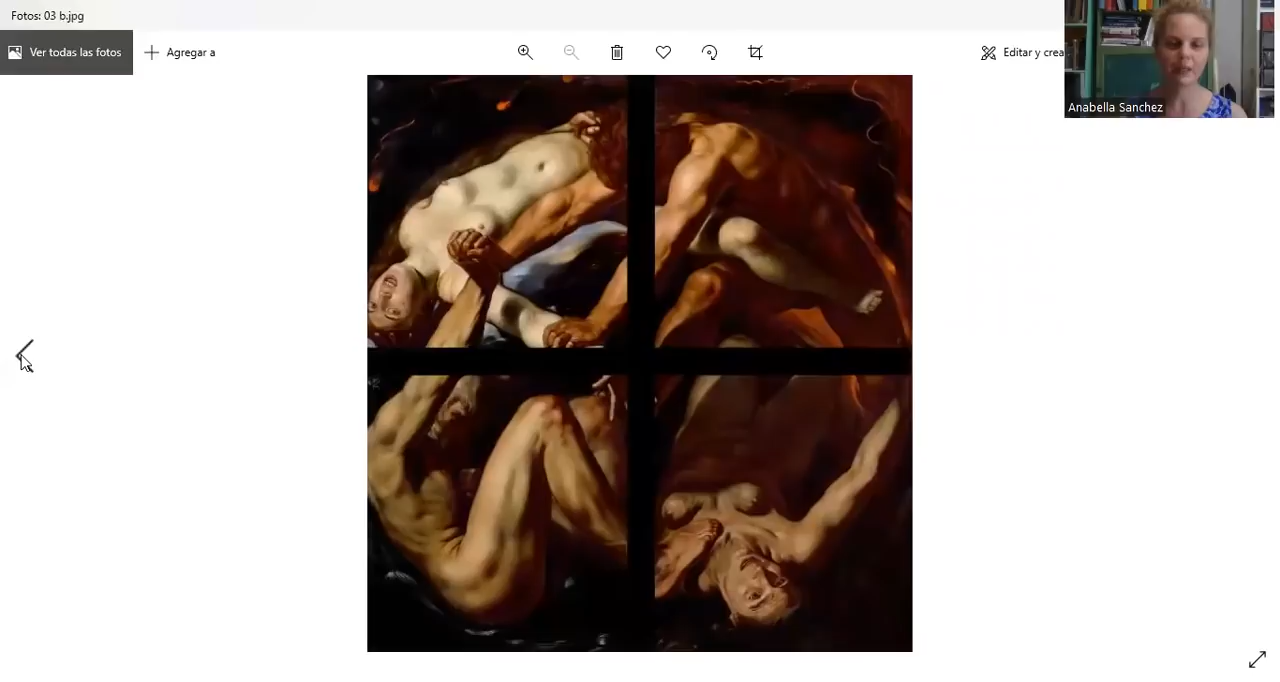 Fotos: 03 b.jpg
Ver todas las fotos
Agregar a
Editar y crea
Anabella Sanchez